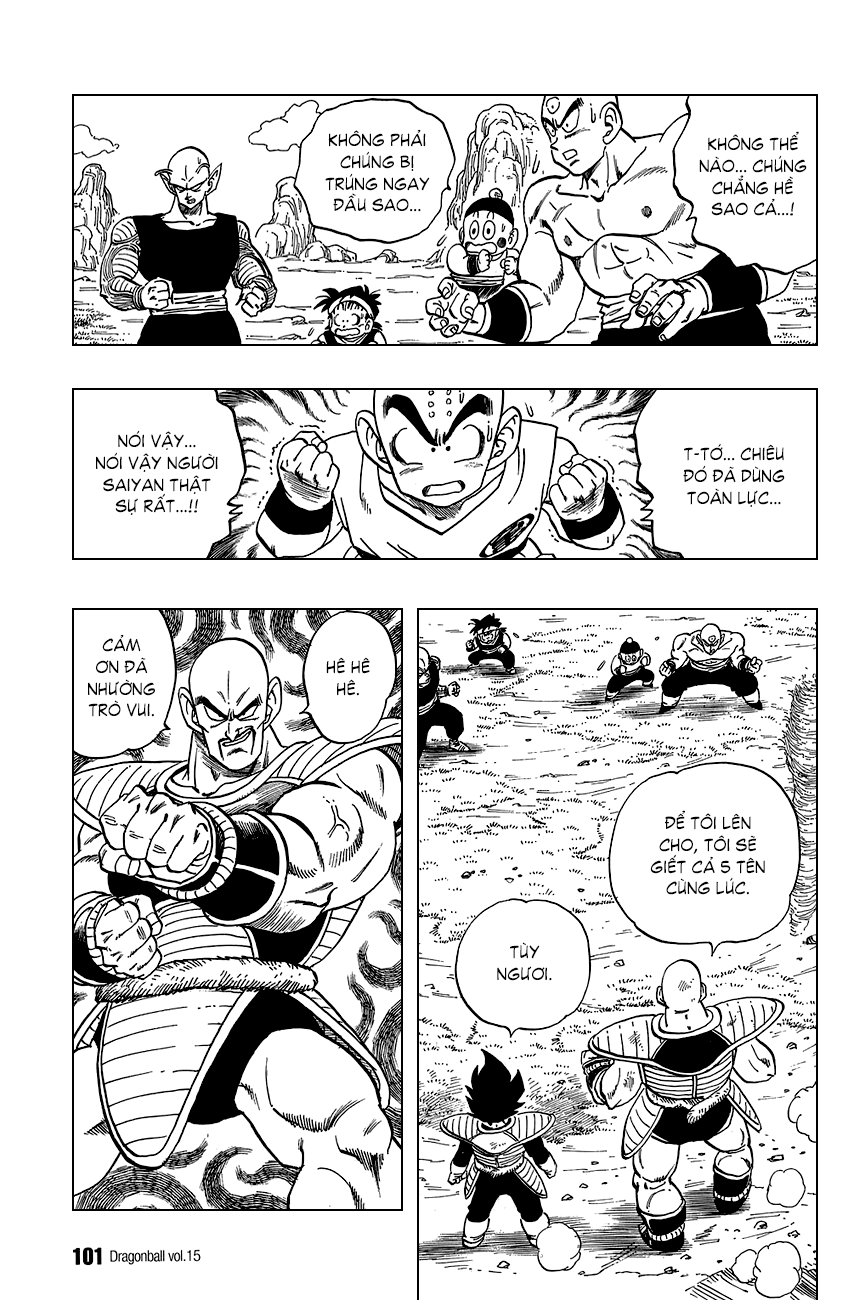 KHÔNG THỂ
NÀO... CHÚNG
CHẲNG HỀ
SAO CẢ...!
KHÔNG PHẢI
CHÚNG BỊ
TRÚNG NGAY
ĐẦU SAO...
T-TỚ... CHIÊU
ĐÓ ĐÃ DÙNG
TOÀN LỰC...
NÓI VẬY...
NÓI VẬY NGƯỜI
SAIYAN THẬT
SỰ RẤT...!!
ĐỂ TÔI LÊN
CHO, TÔI SẼ
GIẾT CẢ 5 TÊN
CÙNG LÚC.
TÙY
NGƯƠI.
HÊ HÊ
HÊ.
CẢM
ƠN ĐÃ
NHƯỜNG
TRÒ VUI.
101 Dragonball vol.15